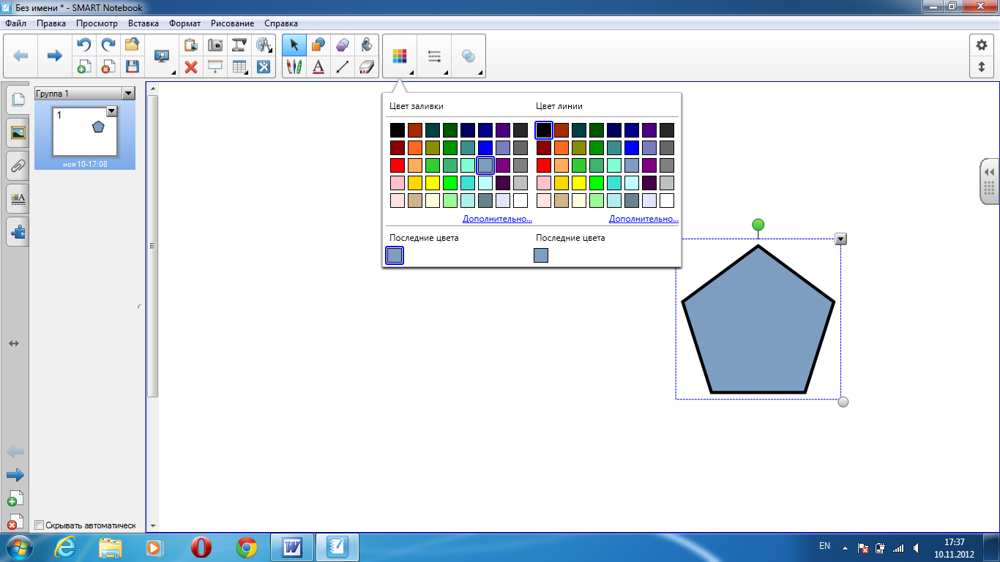 Без имени * - SMART Notebook
Файл Правка Просмотр Вставка Формат Рисование Справка
Группа 1
1
ноя 10-17:08
Цвет заливки Цвет линии
Дополнительно... Дополнительно...
Последние цвета Последние цвета
Скрывать автоматическ
EN
17:37
10.11.2012